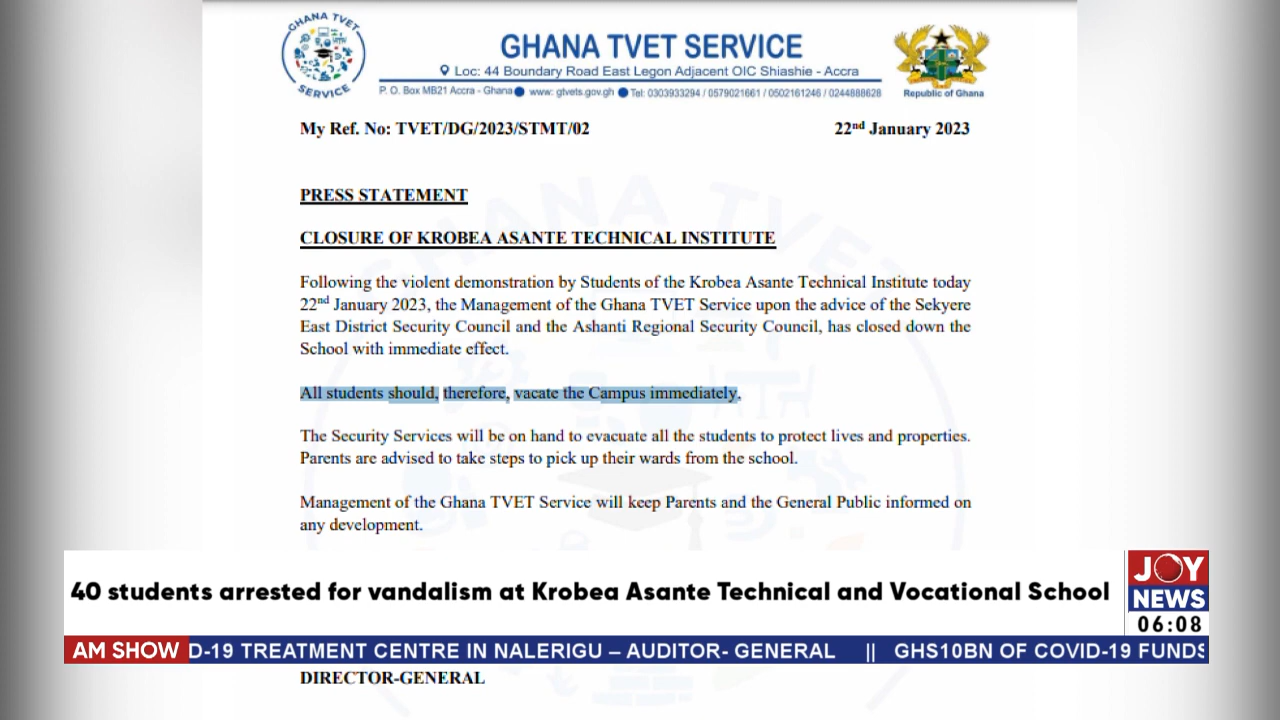 GHANA TVET
SERVICE
GHANA TVET SERVICE
Loc: 44 Boundary Road East Legon Adjacent OIC Shiashie - Accra
P. O. Box MB21 Accra - Ghana www: gtvets.gov.gh Tel: 0303933294 / 0579021661 / 0502161246 / 0244888628
Republic of Ghana
My Ref. No: TVET/DG/2023/STMT/02 22nd January 2023
PRESS STATEMENT
CLOSURE OF KROBEA ASANTE TECHNICAL INSTITUTE
Following the violent demonstration by Students of the Krobea Asante Technical Institute today
22nd January 2023, the Management of the Ghana TVET Service upon the advice of the Sekyere
East District Security Council and the Ashanti Regional Security Council, has closed down the
School with immediate effect.
All students should, therefore, vacate the Campus immediately.
The Security Services will be on hand to evacuate all the students to protect lives and properties.
Parents are advised to take steps to pick up their wards from the school.
Management of the Ghana TVET Service will keep Parents and the General Public informed on
any development.
40 students arrested for vandalism at Krobea Asante Technical and Vocational School
JOY
NEWS
06:08
AM SHOW D-19 TREATMENT CENTRE IN NALERIGU – AUDITOR- GENERAL || GHS10BN OF COVID-19 FUNDS
DIRECTOR-GENERAL
GHANA TVET